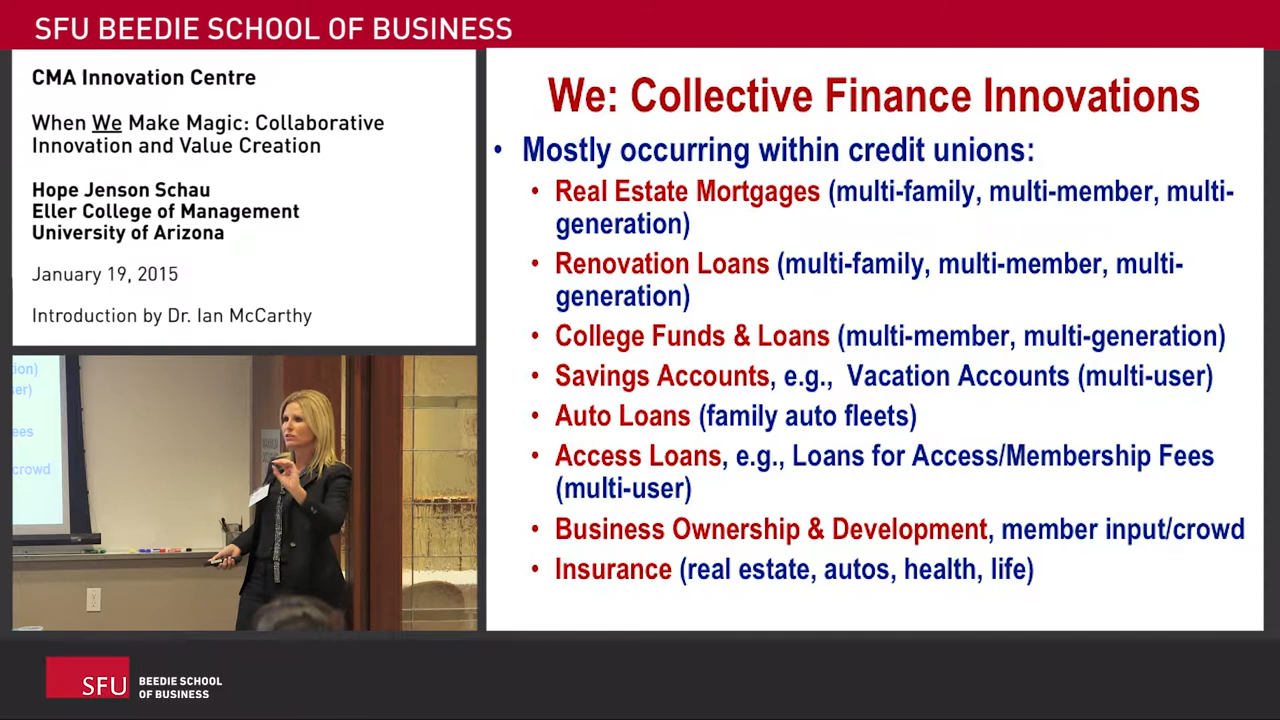 SFU BEEDIE SCHOOL OF BUSINESS
CMA Innovation Centre
When We Make Magic: Collaborative
Innovation and Value Creation
Hope Jenson Schau
Eller College of Management
University of Arizona
January 19, 2015
Introduction by Dr. Ian McCarthy
We: Collective Finance Innovations
• Mostly occurring within credit unions:
• Real Estate Mortgages (multi-family, multi-member, multi-
generation)
• Renovation Loans (multi-family, multi-member, multi-
generation)
• College Funds & Loans (multi-member, multi-generation)
• Savings Accounts, e.g., Vacation Accounts (multi-user)
• Auto Loans (family auto fleets)
• Access Loans, e.g., Loans for Access/Membership Fees
(multi-user)
• Business Ownership & Development, member input/crowd
• Insurance (real estate, autos, health, life)
ion)
ser)
ees
crowd
SFU
BEEDIE SCHOOL
OF BUSINESS